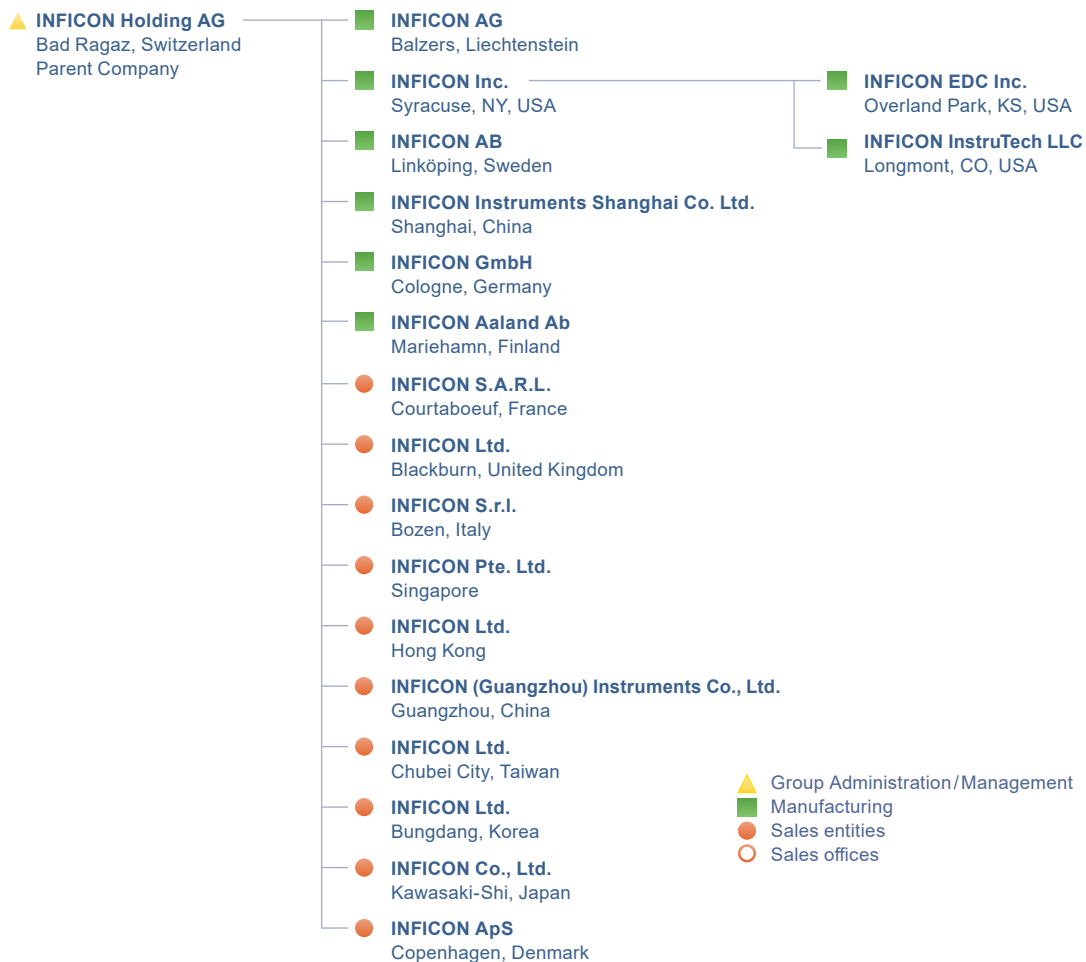 INFICON Holding AG
Bad Ragaz, Switzerland
Parent Company
INFICON AG
Balzers, Liechtenstein
INFICON Inc.
Syracuse, NY, USA
INFICON EDC Inc.
Overland Park, KS, USA
INFICON InstruTech LLC
Longmont, CO, USA
INFICON AB
Linköping, Sweden
INFICON Instruments Shanghai Co. Ltd.
Shanghai, China
INFICON GmbH
Cologne, Germany
INFICON Aaland Ab
Mariehamn, Finland
INFICON S.A.R.L.
Courtaboeuf, France
INFICON Ltd.
Blackburn, United Kingdom
INFICON S.r.l.
Bozen, Italy
INFICON Pte. Ltd.
Singapore
INFICON Ltd.
Hong Kong
INFICON (Guangzhou) Instruments Co., Ltd.
Guangzhou, China
INFICON Ltd.
Chubei City, Taiwan
INFICON Ltd.
Bungdang, Korea
INFICON Co., Ltd.
Kawasaki-Shi, Japan
INFICON ApS
Copenhagen, Denmark
Group Administration/Management
Manufacturing
Sales entities
Sales offices